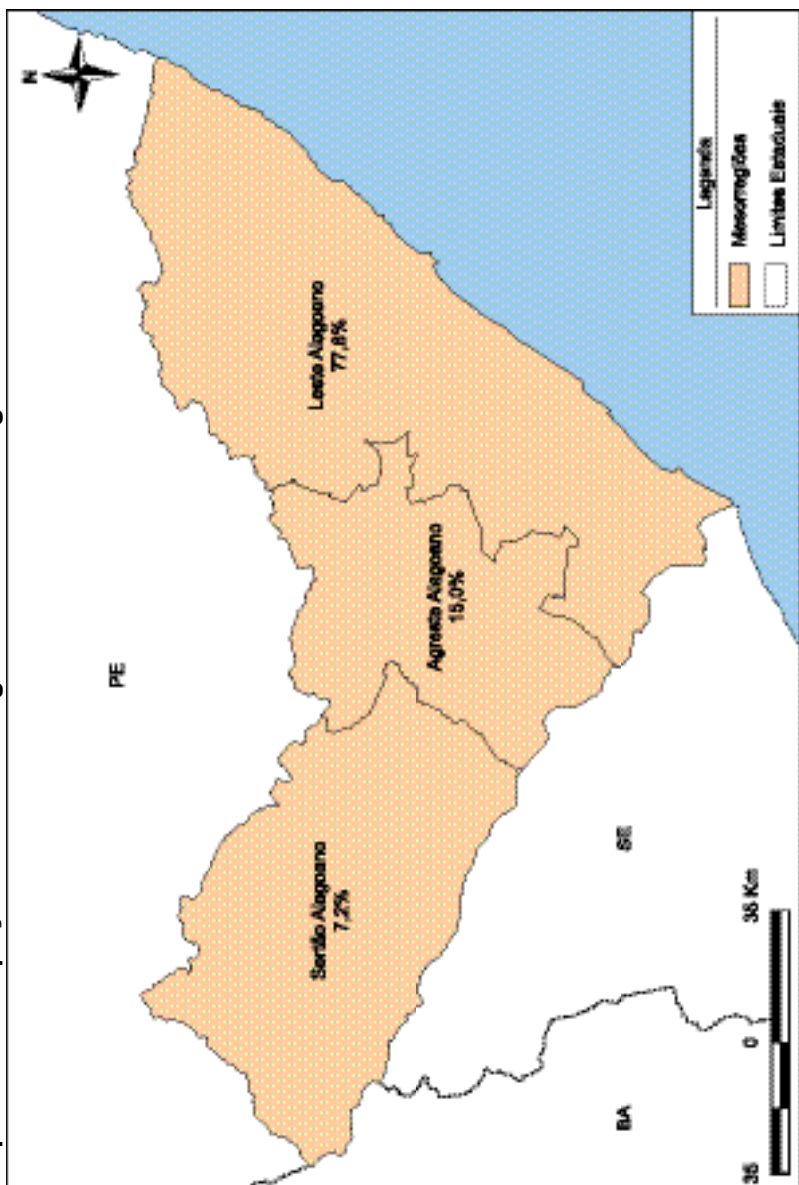 N
PE
Leste Alagoano
77,8%
Agreste Alagoano
15,0%
Sertão Alagoano
7,2%
SE
BA
35 0 35 Km
Legenda
Mesorregiões
Limites Estaduais